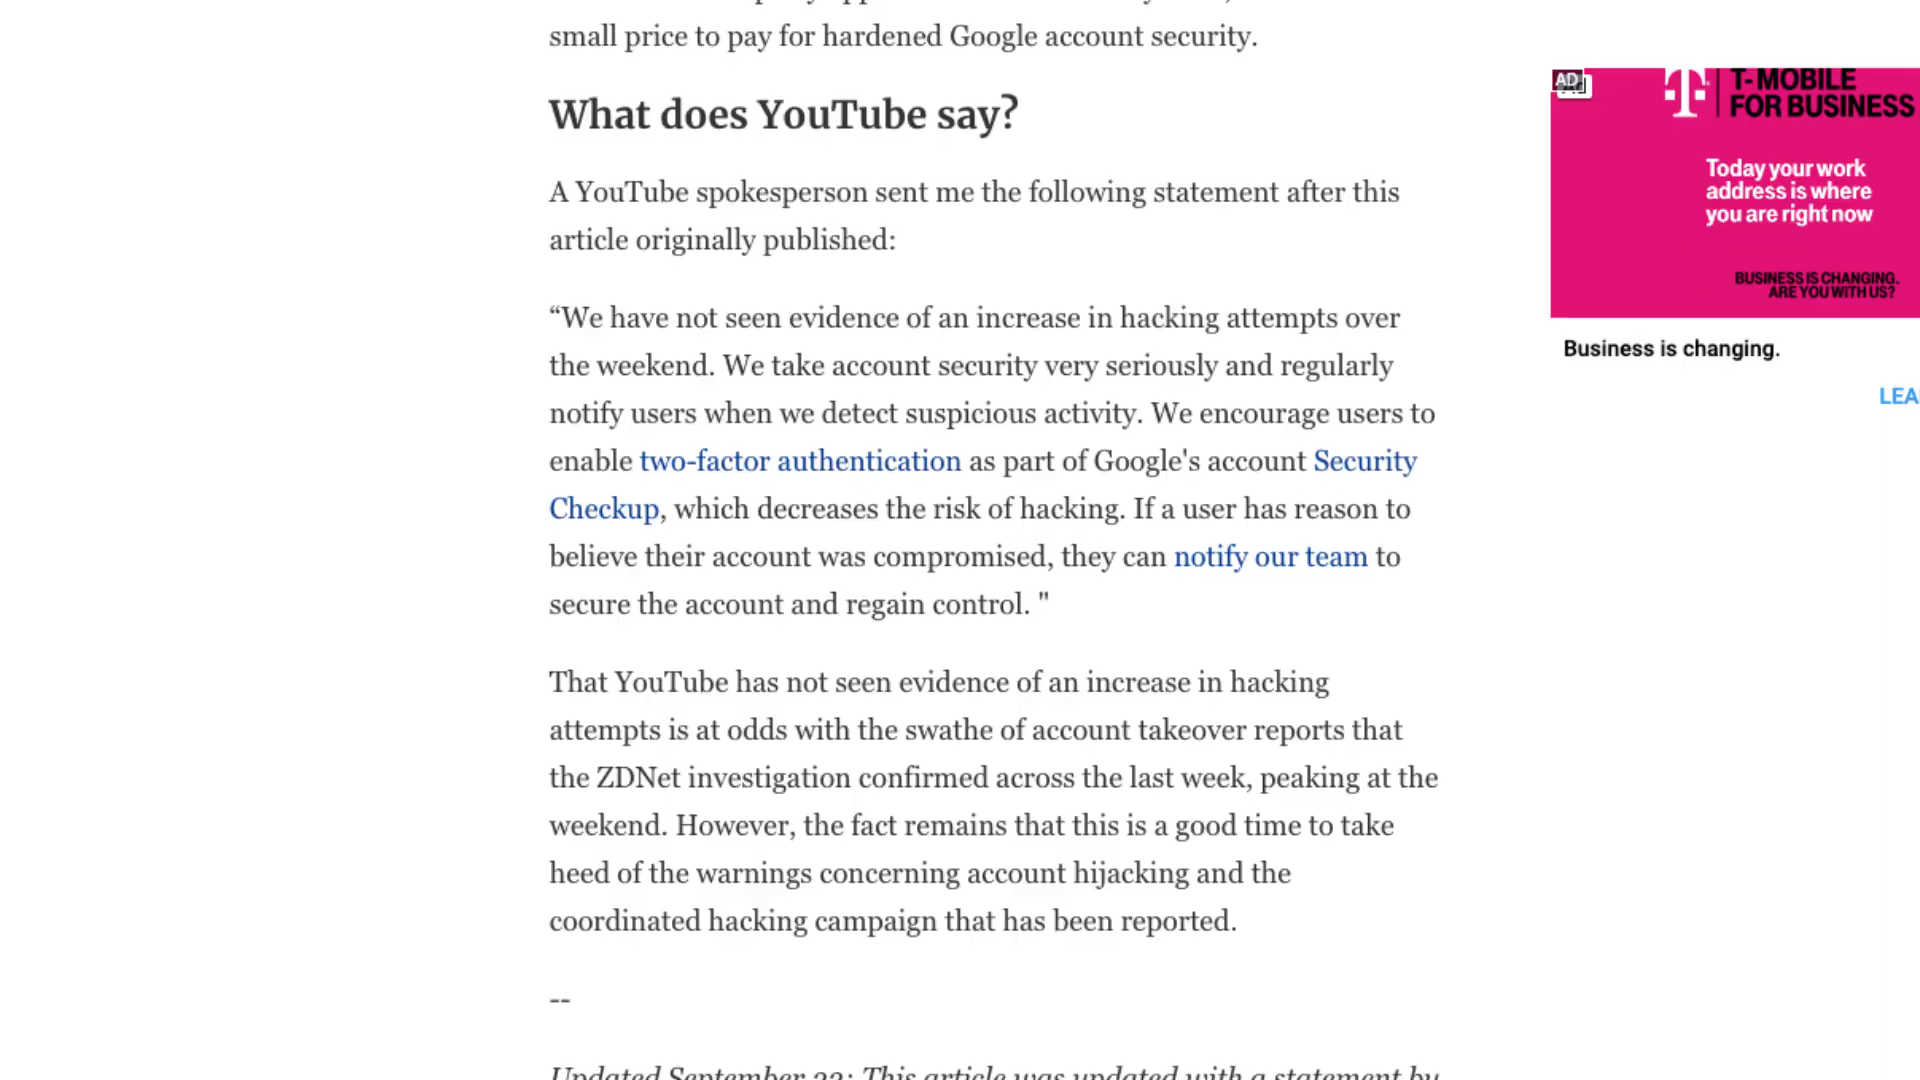 small price to pay for hardened Google account security.
What does YouTube say?
A YouTube spokesperson sent me the following statement after this
article originally published:
“We have not seen evidence of an increase in hacking attempts over
the weekend. We take account security very seriously and regularly
notify users when we detect suspicious activity. We encourage users to
enable two-factor authentication as part of Google's account Security
Checkup, which decreases the risk of hacking. If a user has reason to
believe their account was compromised, they can notify our team to
secure the account and regain control. "
That YouTube has not seen evidence of an increase in hacking
attempts is at odds with the swathe of account takeover reports that
the ZDNet investigation confirmed across the last week, peaking at the
weekend. However, the fact remains that this is a good time to take
heed of the warnings concerning account hijacking and the
coordinated hacking campaign that has been reported.
--
Updated September 23: This article was updated with a statement by
AD
T-MOBILE
FOR BUSINESS
Today your work
address is where
you are right now
BUSINESS IS CHANGING.
ARE YOU WITH US?
Business is changing.
LEA